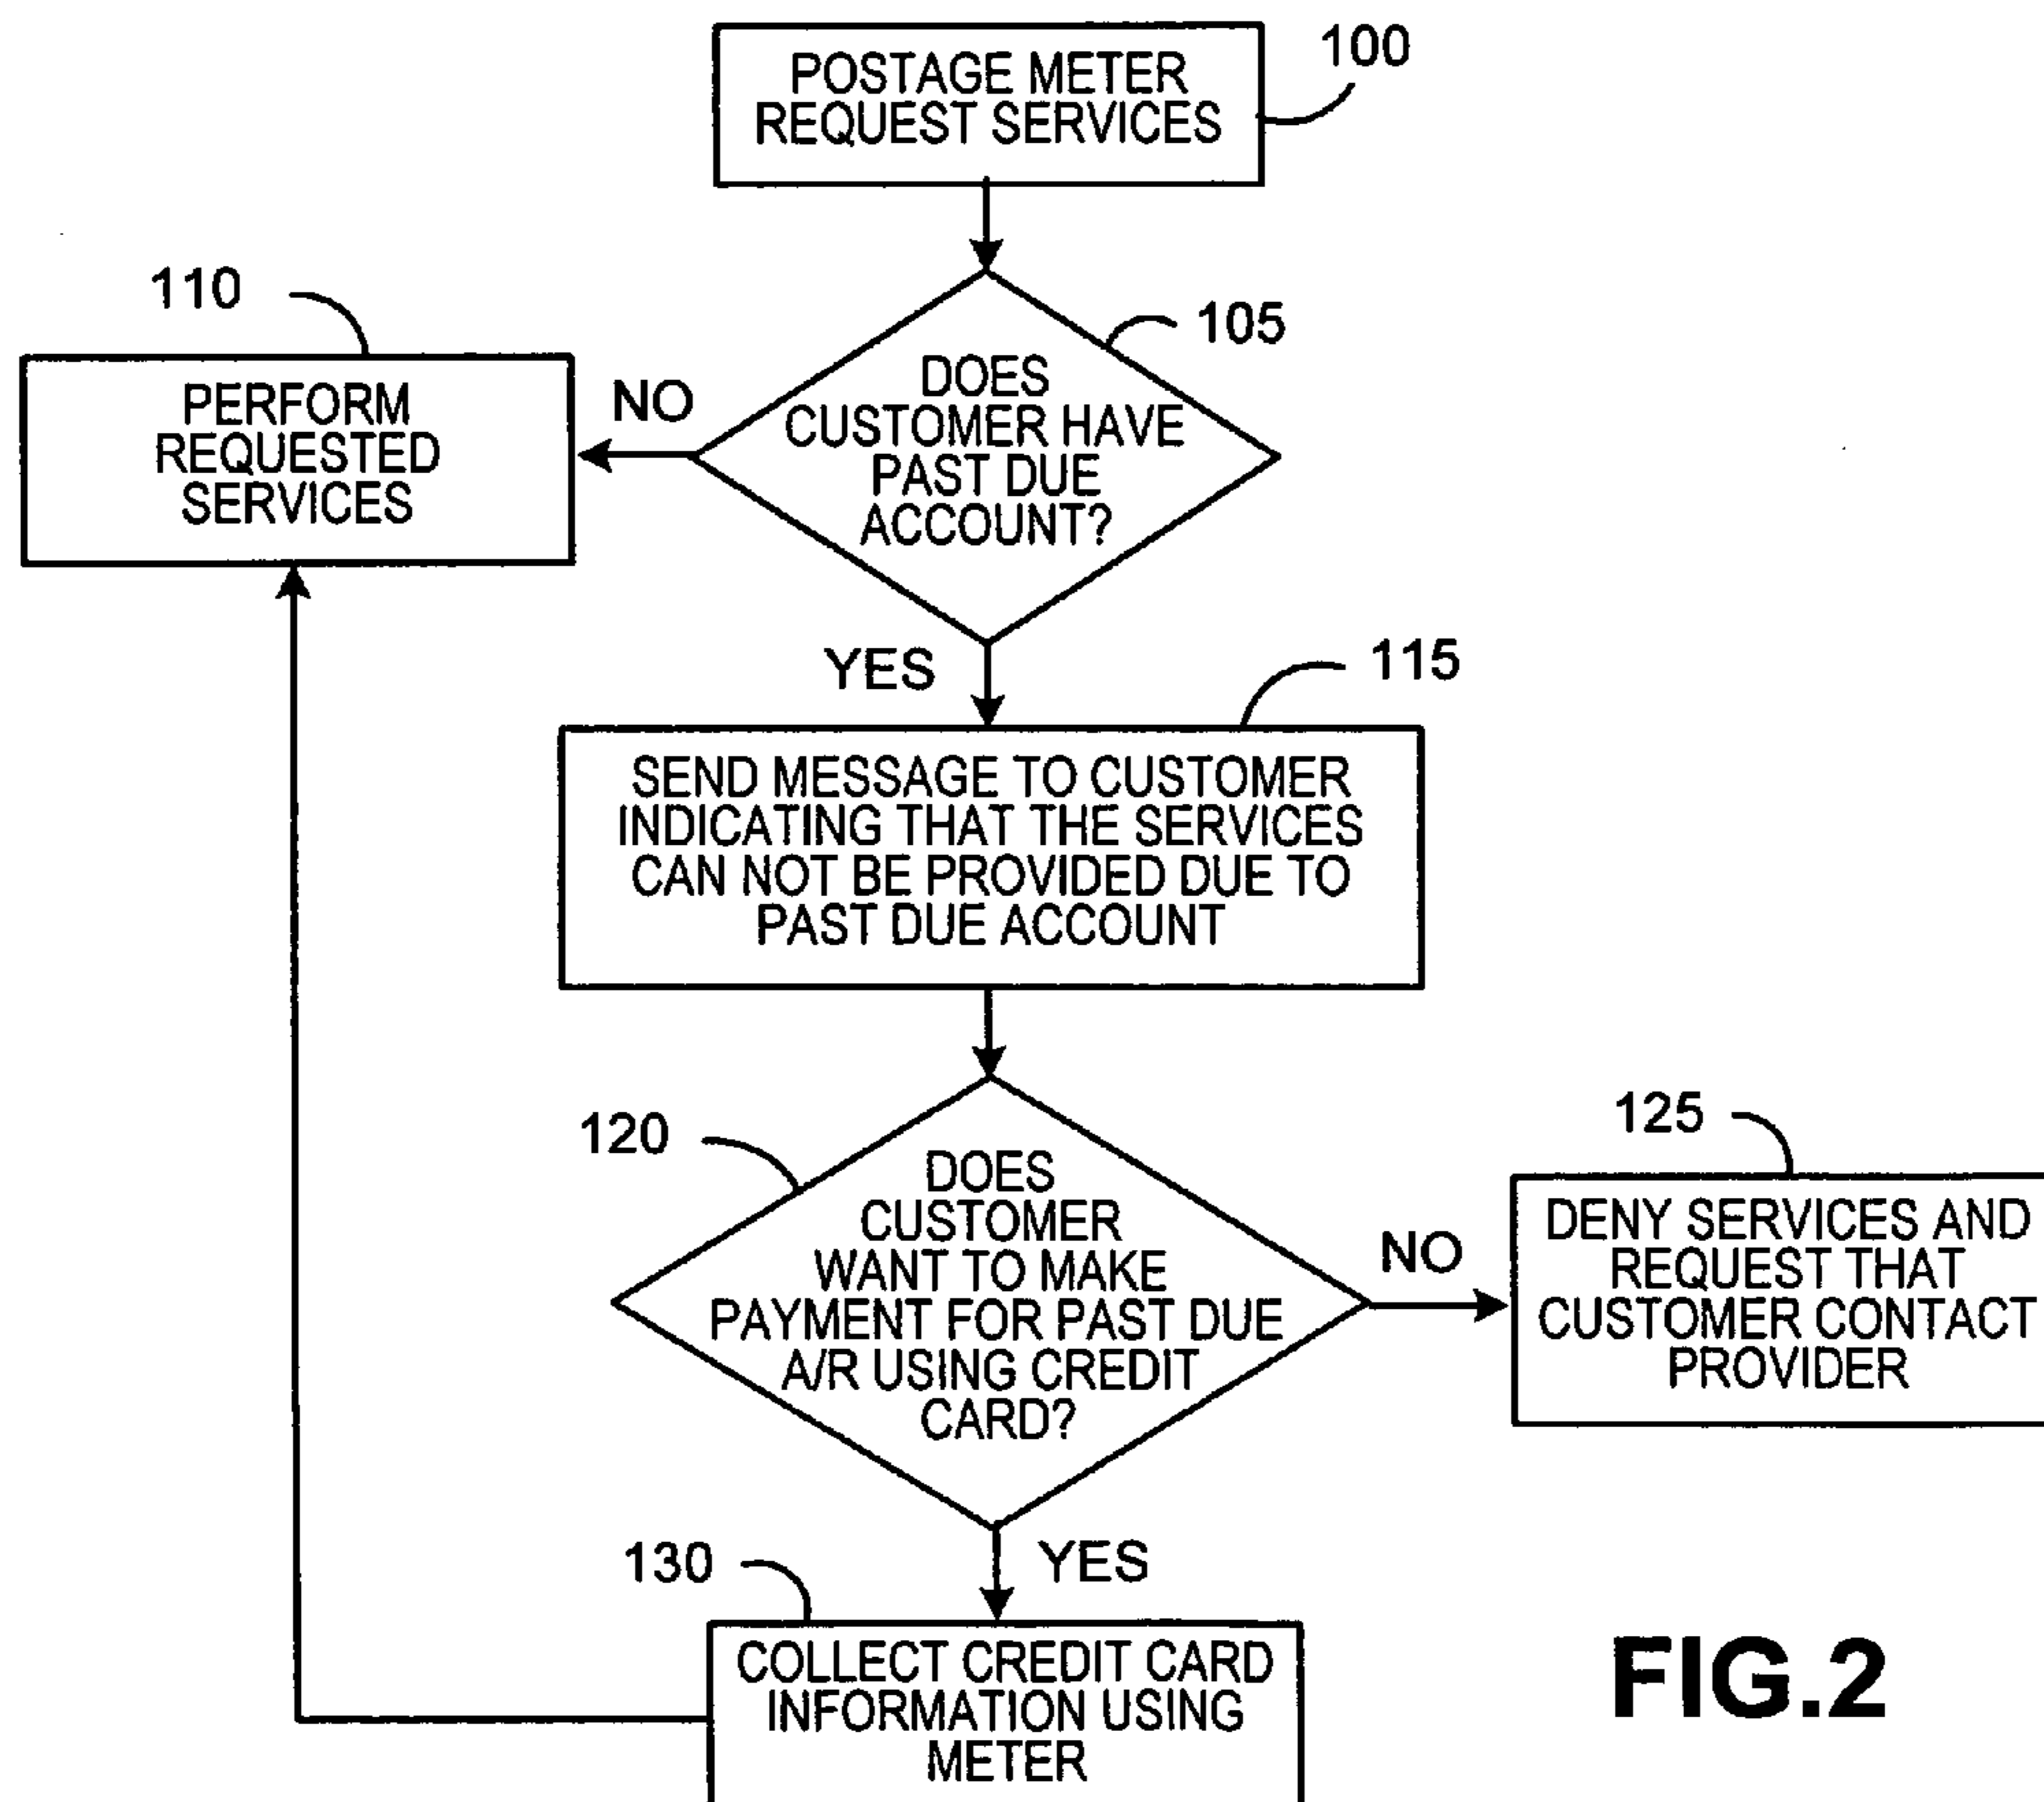 POSTAGE METER
REQUEST SERVICES
100
110
105
PERFORM
REQUESTED
SERVICES
NO
DOES
CUSTOMER HAVE
PAST DUE
ACCOUNT?
YES
115
SEND MESSAGE TO CUSTOMER
INDICATING THAT THE SERVICES
CAN NOT BE PROVIDED DUE TO
PAST DUE ACCOUNT
120
DOES
CUSTOMER
WANT TO MAKE
PAYMENT FOR PAST DUE
A/R USING CREDIT
CARD?
NO
125
DENY SERVICES AND
REQUEST THAT
CUSTOMER CONTACT
PROVIDER
YES
130
COLLECT CREDIT CARD
INFORMATION USING
METER
FIG.2